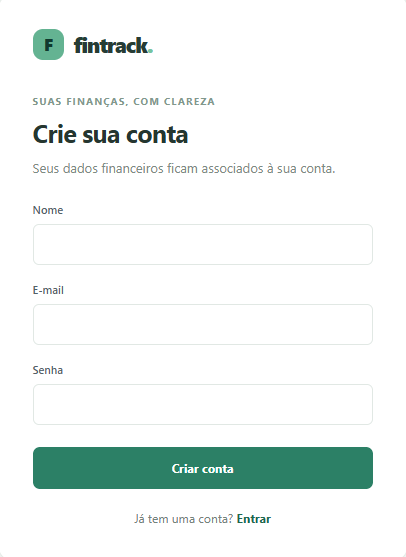 F fintrack.
SUAS FINANÇAS, COM CLAREZA
Crie sua conta
Seus dados financeiros ficam associados à sua conta.
Nome
E-mail
Senha
Criar conta
Já tem uma conta? Entrar